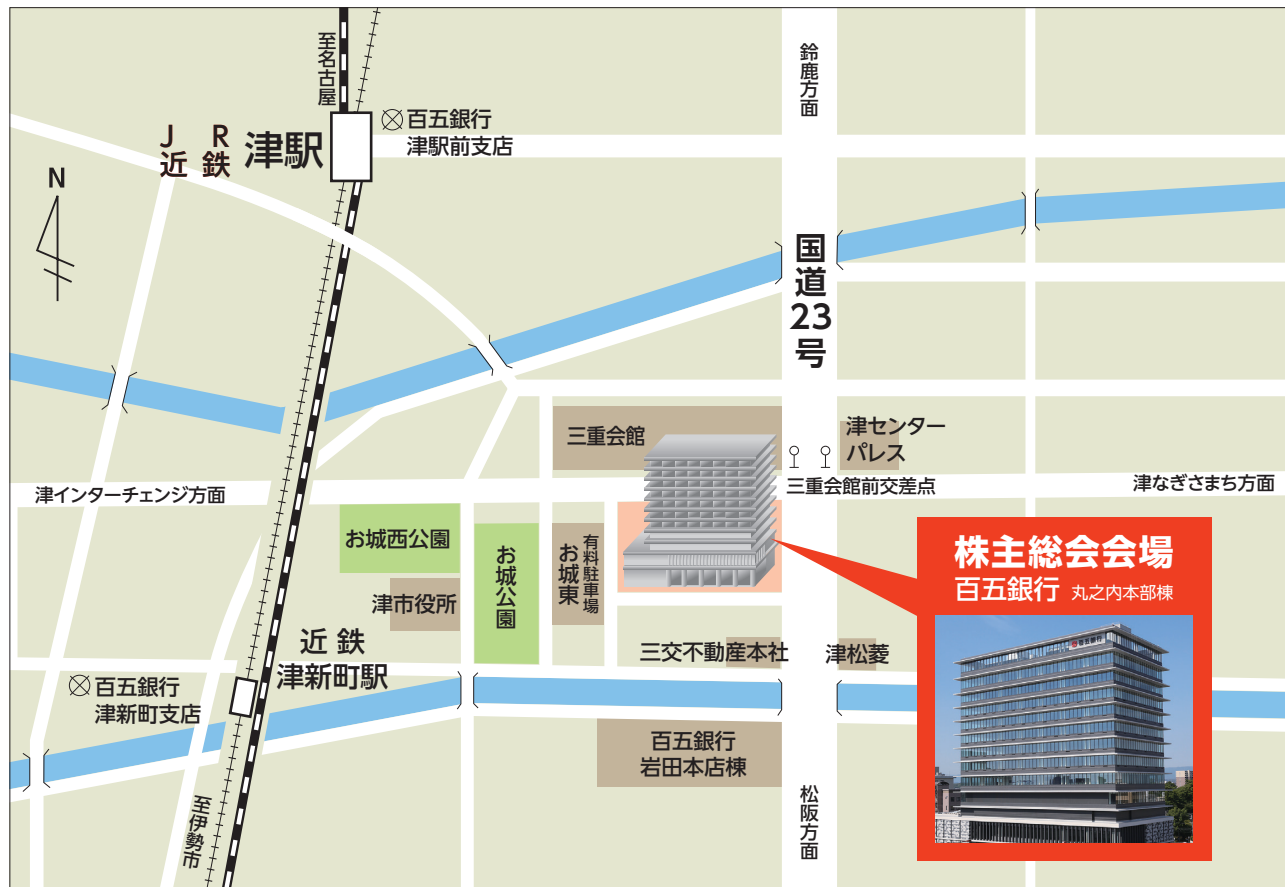 至名古屋
鈴鹿方面
百五銀行
津駅前支店
JR
近鉄
津駅
N
国道23号
三重会館
津センター
パレス
津インターチェンジ方面
三重会館前交差点
津なぎさまち方面
お城西公園
お城公園
有料駐車場
お城東
津市役所
株主総会会場
百五銀行 丸之内本部棟
百五銀行
近鉄
津新町駅
三交不動産本社
津松菱
百五銀行
津新町支店
百五銀行
岩田本店棟
至伊勢市
松阪方面